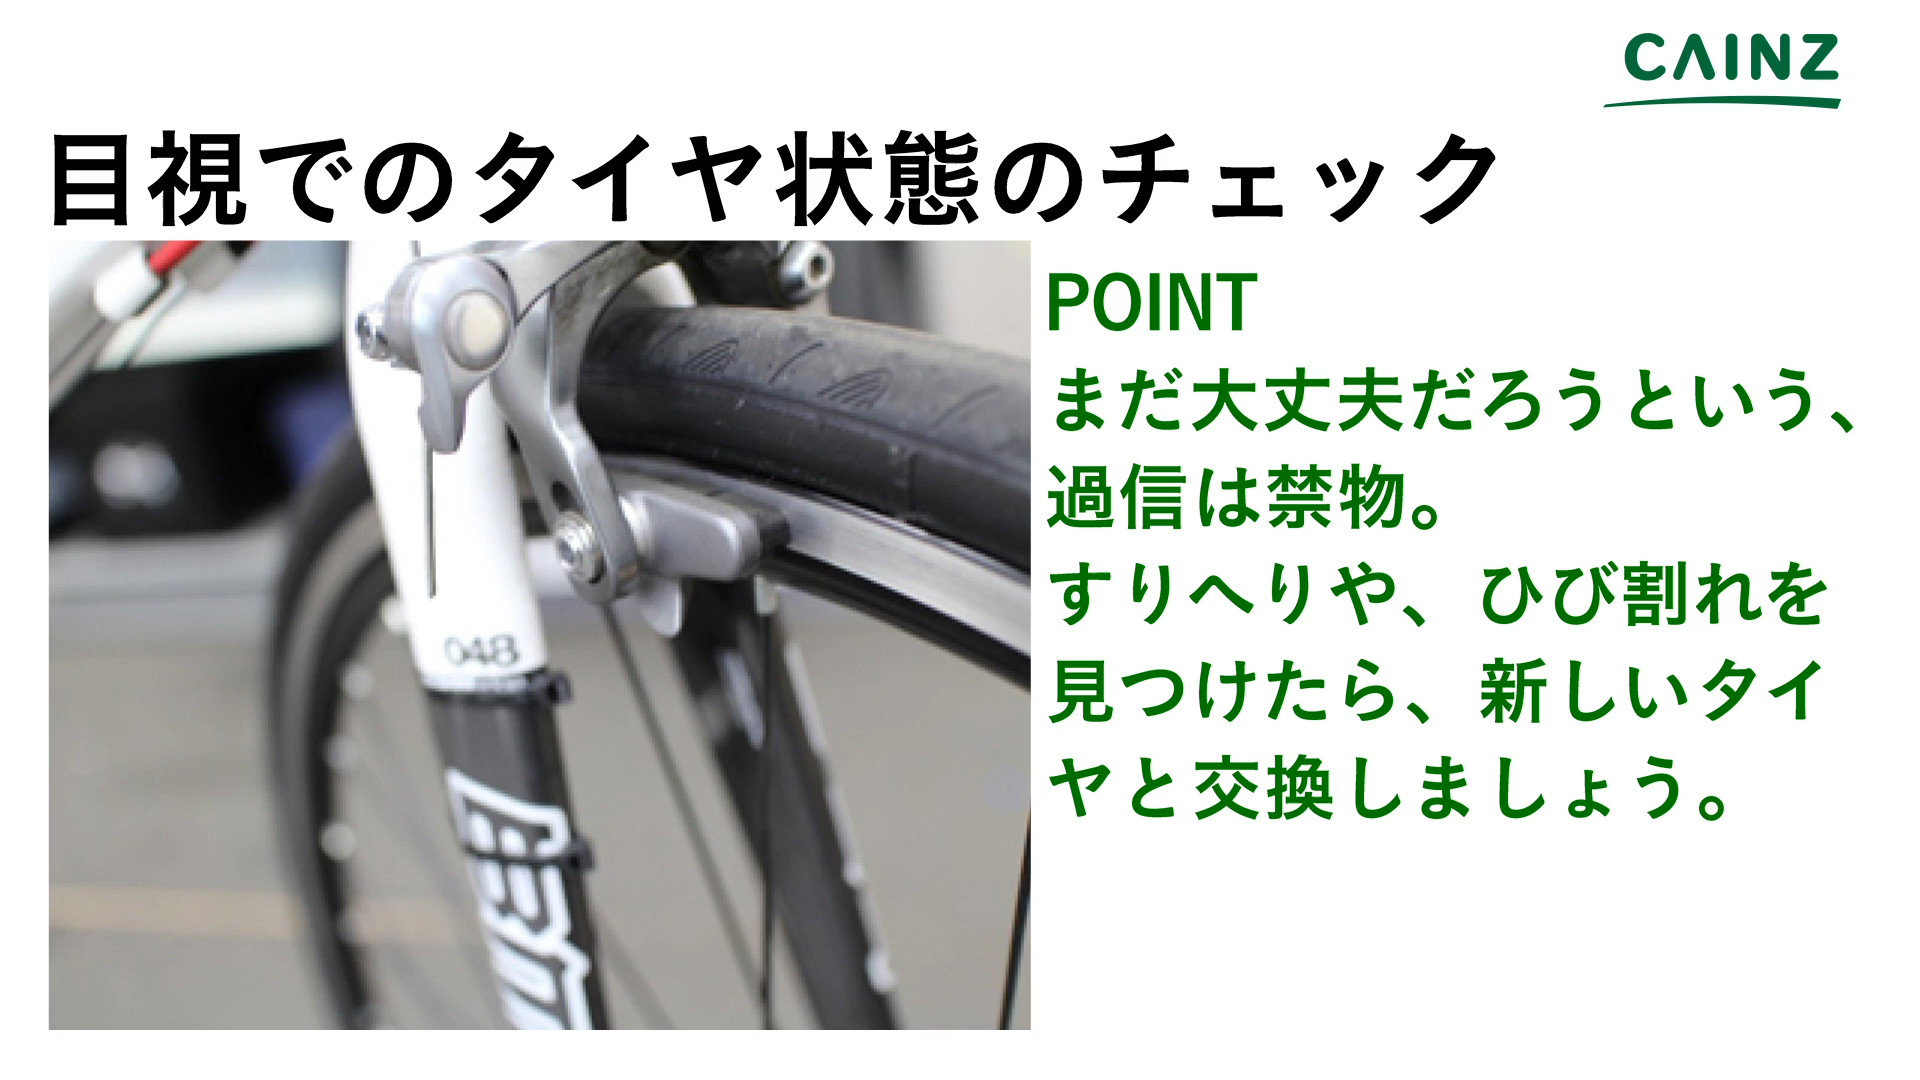 CAINZ
目視でのタイヤ状態のチェック
POINT
まだ大丈夫だろうという、
過信は禁物。
すりへりや、ひび割れを
見つけたら、新しいタイ
ヤと交換しましょう。
048